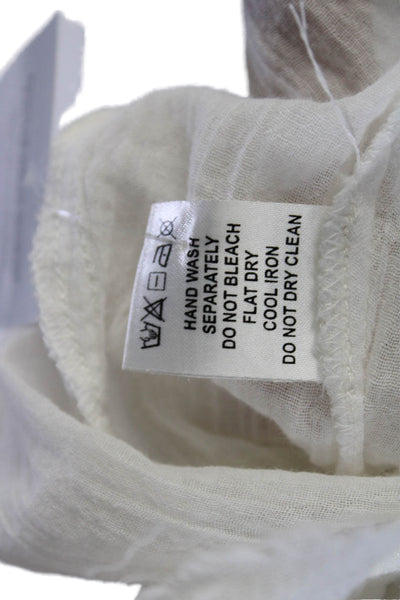 HAND WASH
SEPARATELY
DO NOT BLEACH
FLAT DRY
COOL IRON
DO NOT DRY CLEAN